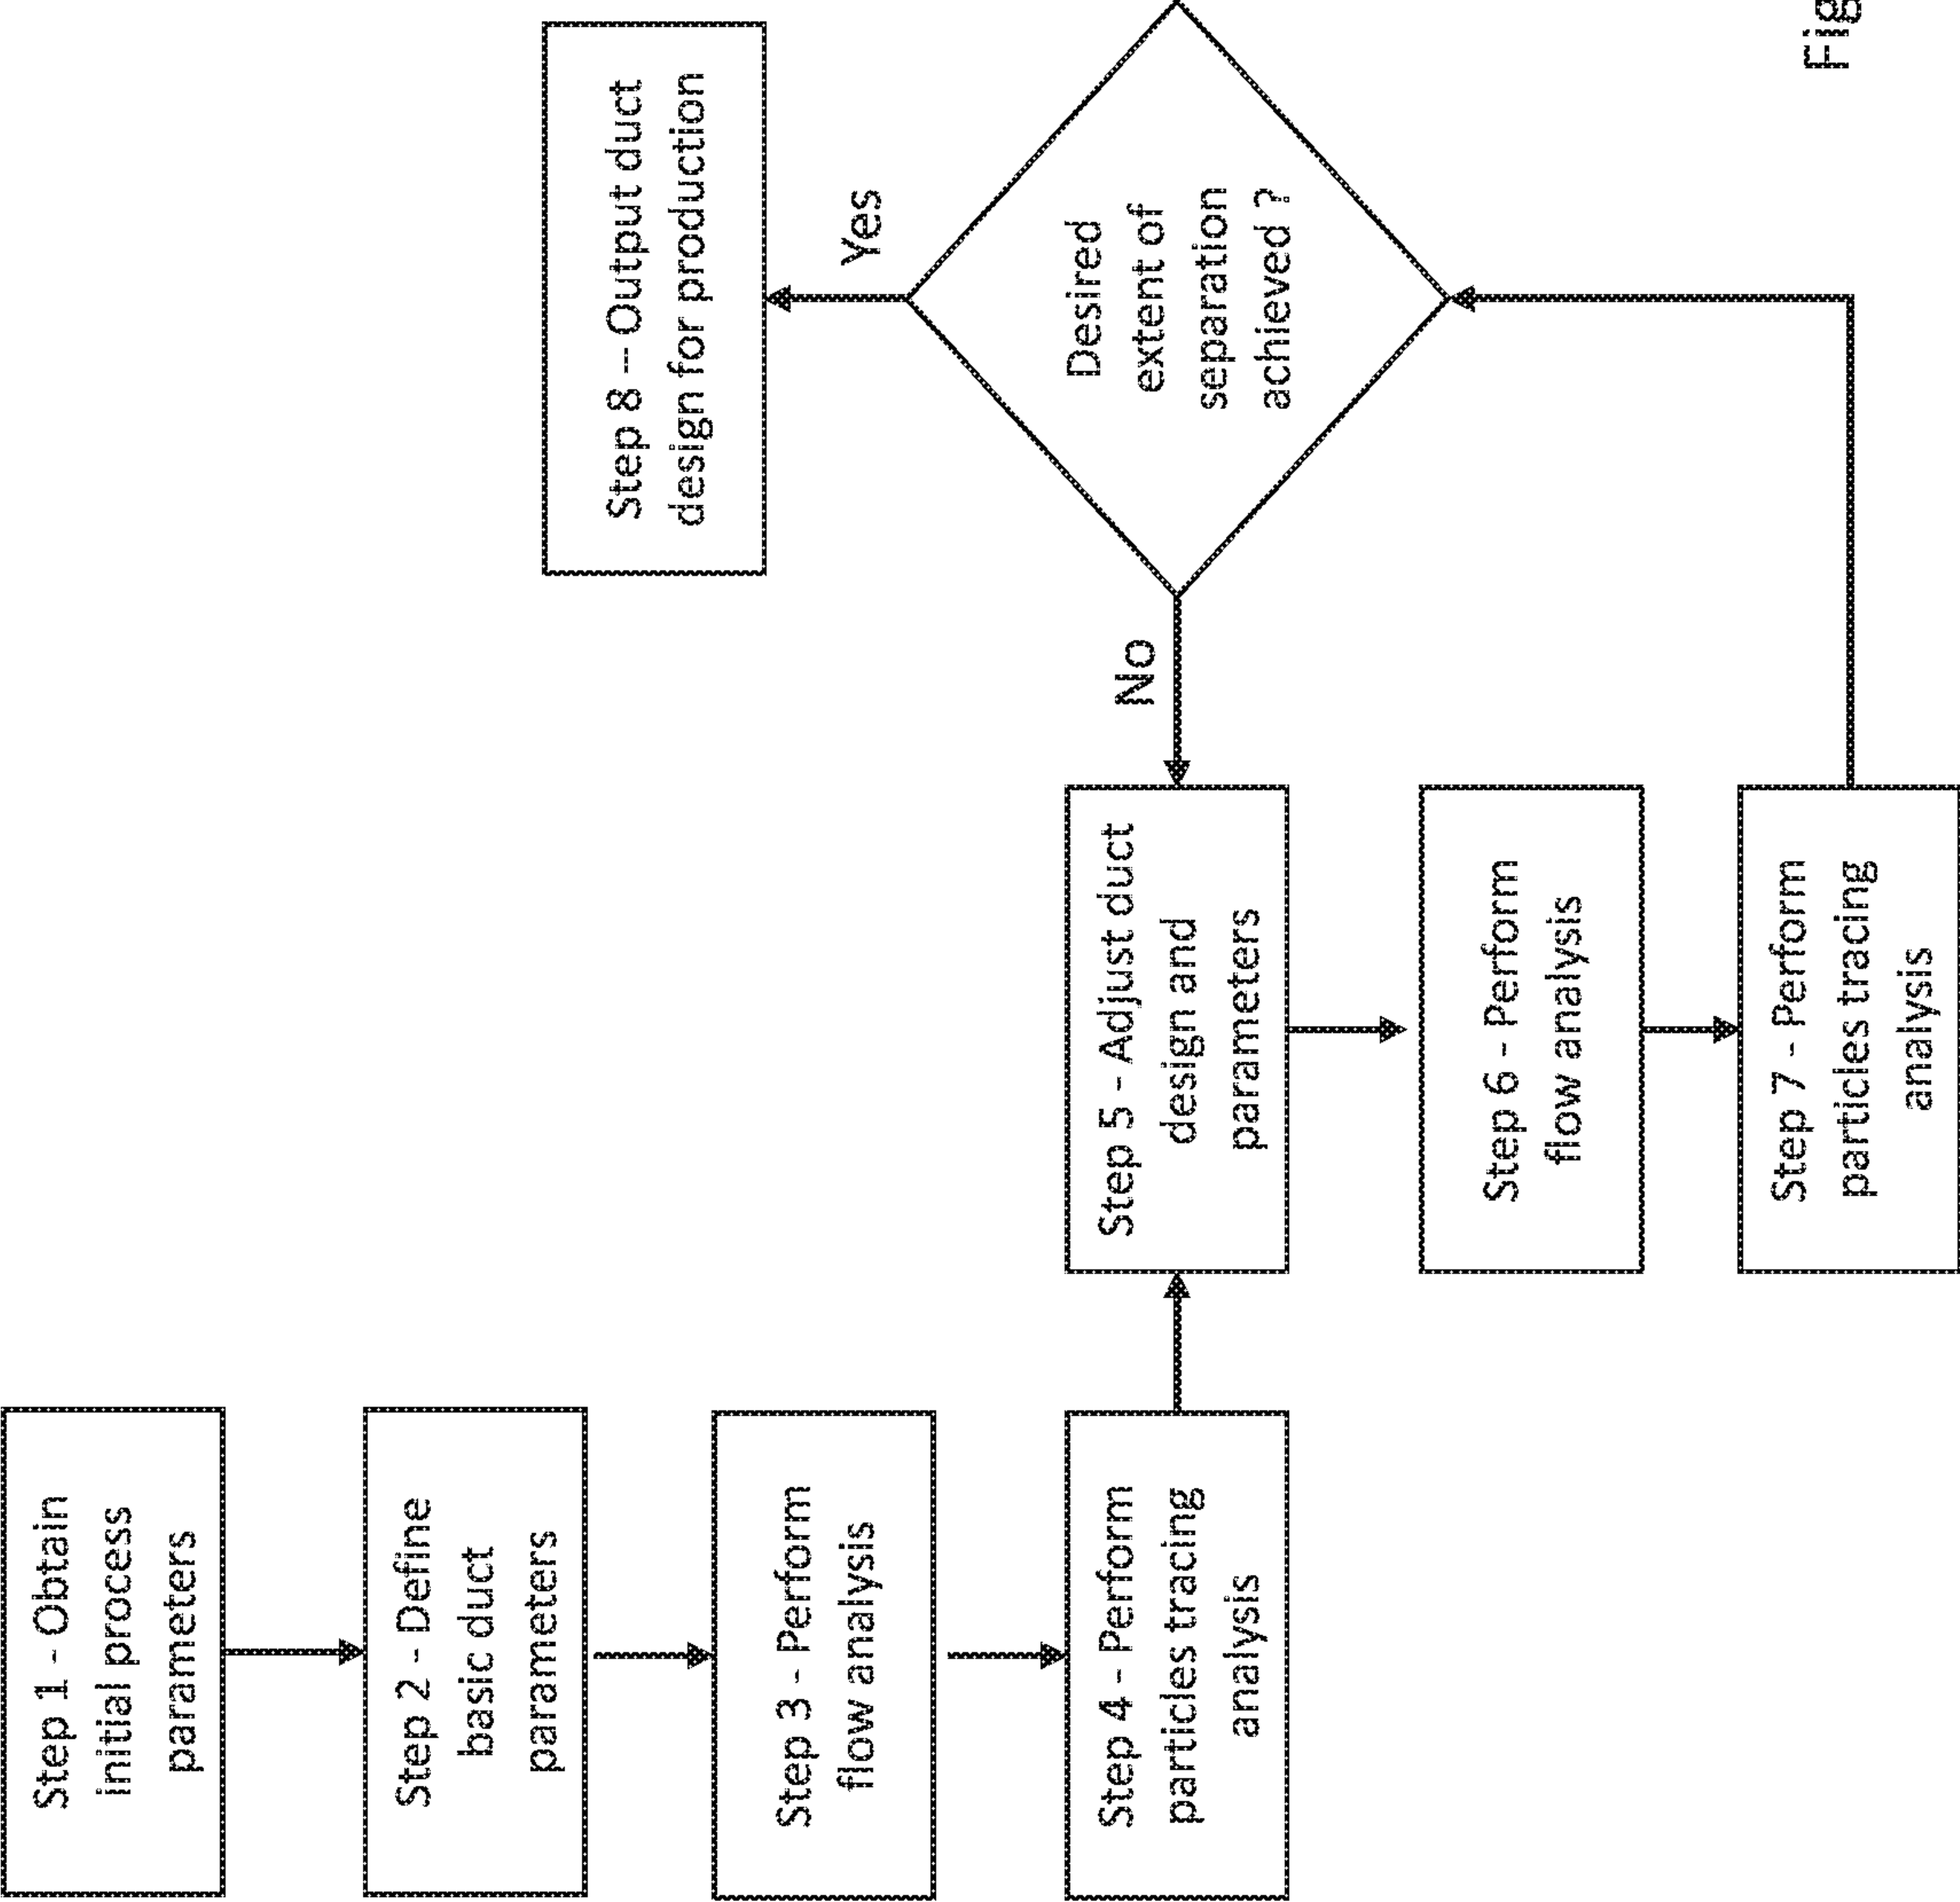 Step 1 - Obtain
initial process
parameters
Step 2 - Define
basic duct
parameters
Step 3 - Perform
flow analysis
Step 4 - Perform
particles tracing
analysis
Step 5 - Adjust duct
design and
parameters
Step 6 - Perform
flow analysis
Step 7 - Perform
particles tracing
analysis
No
Desired
extent of
separation
achieved ?
Yes
Step 8 -- Output duct
design for production